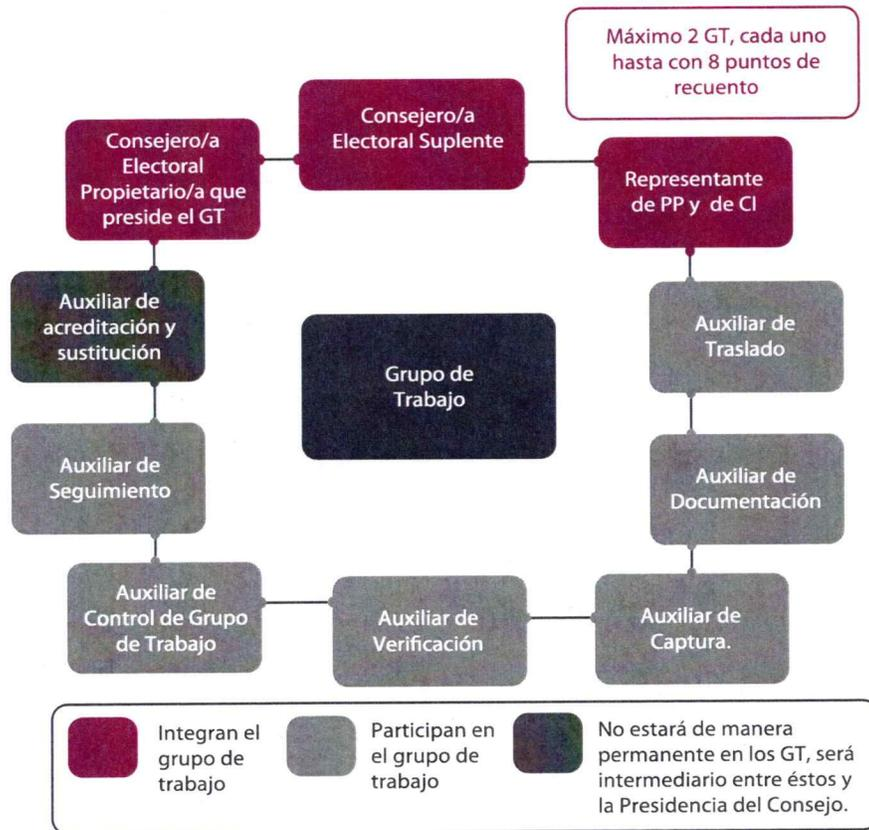 Máximo 2 GT, cada uno
hasta con 8 puntos de
recuento
Consejero/a
Electoral Suplente
Consejero/a
Electoral
Propietario/a que
preside el GT
Representante
de PP y de CI
Auxiliar de
acreditación y
sustitución
Auxiliar de
Traslado
Grupo de
Trabajo
Auxiliar de
Seguimiento
Auxiliar de
Documentación
Auxiliar de
Control de Grupo
de Trabajo
Auxiliar de
Verificación
Auxiliar de
Captura.
Integran el
grupo de
trabajo
Participan en
el grupo de
trabajo
No estará de manera
permanente en los GT, será
intermediario entre éstos y
la Presidencia del Consejo.